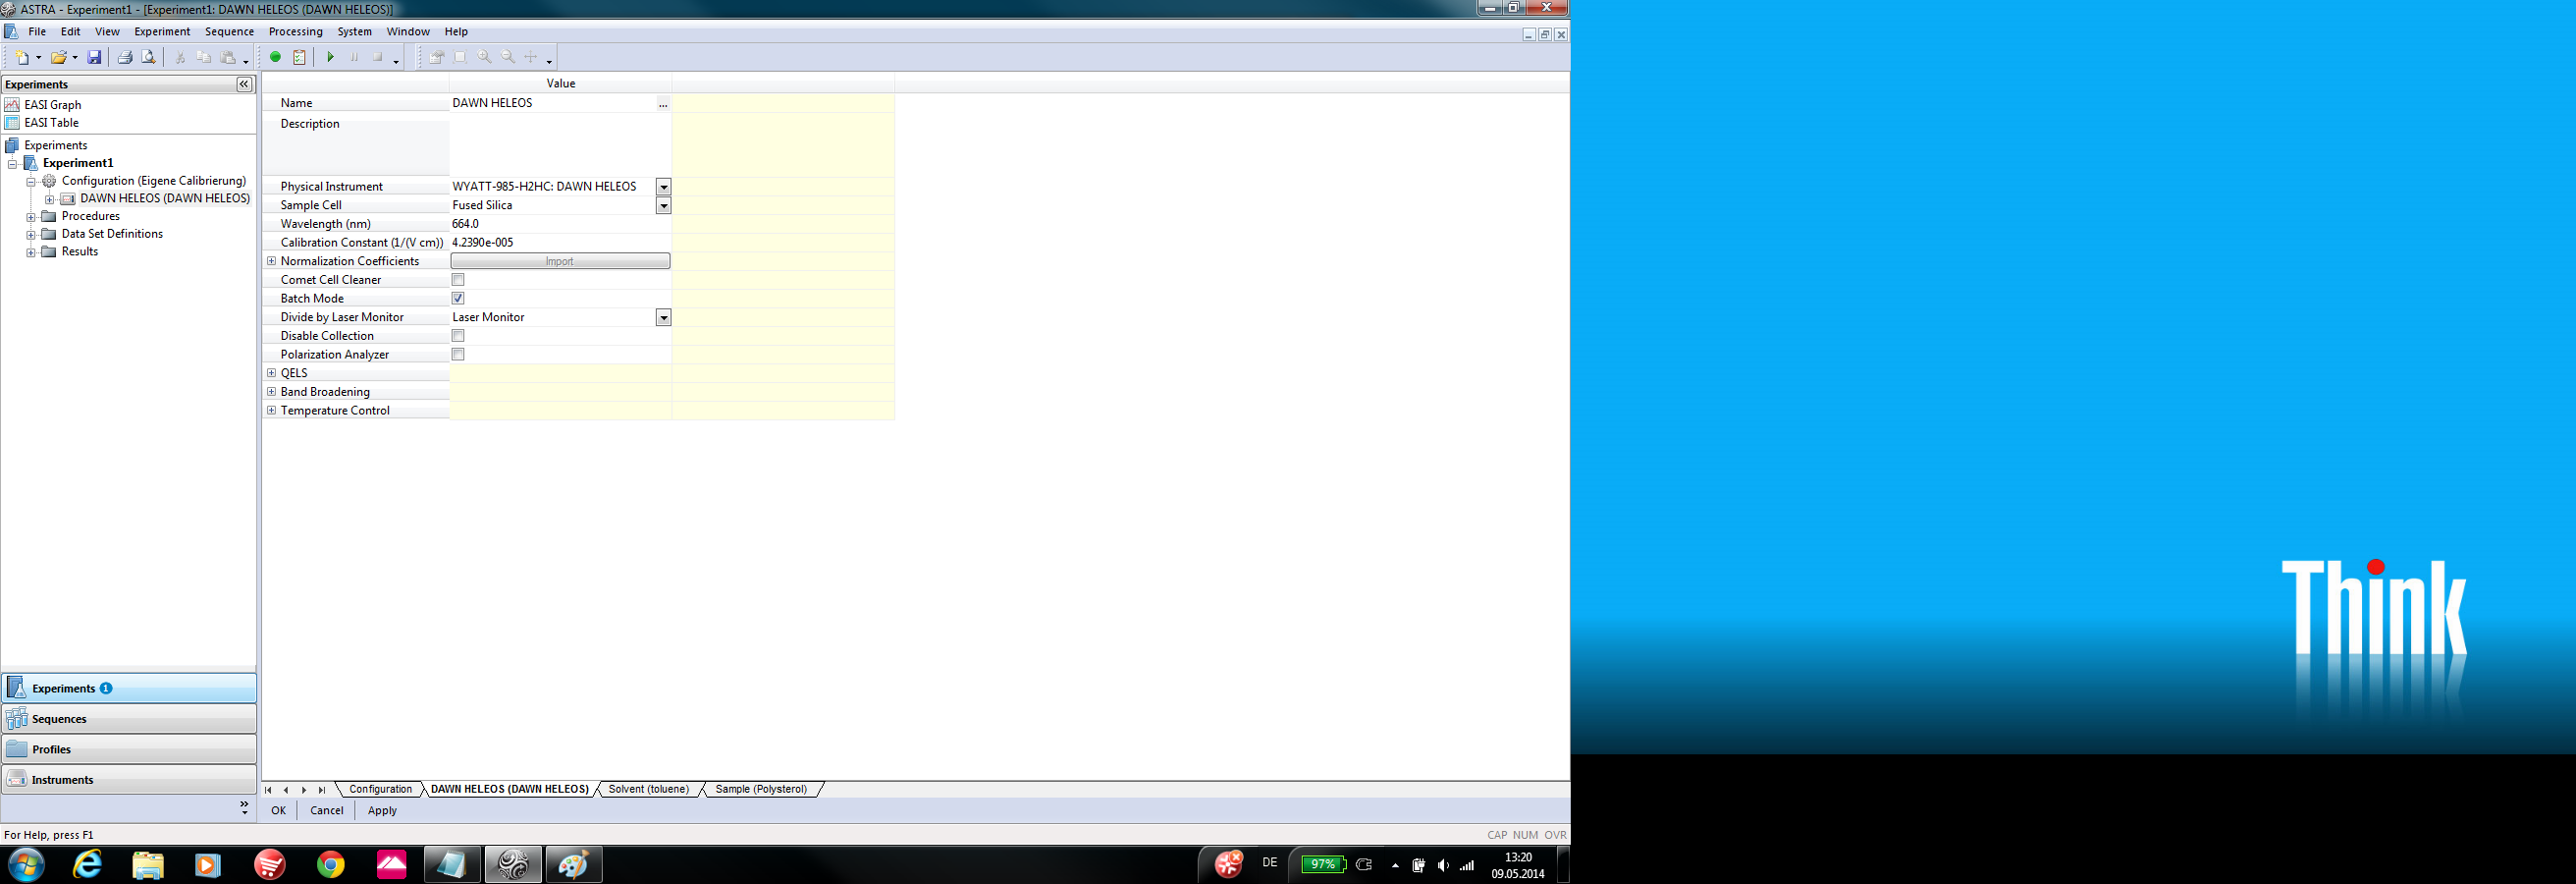 ASTRA - Experiment1 - [Experiment1: DAWN HELEOS (DAWN HELEOS)]
File Edit View Experiment Sequence Processing System Window Help
Experiments
EASI Graph
EASI Table
Experiments
Experiment1
Configuration (Eigene Calibrierung)
DAWN HELEOS (DAWN HELEOS)
Procedures
Data Set Definitions
Results
Value
Name DAWN HELEOS ...
Description
Physical Instrument WYATT-985-H2HC: DAWN HELEOS
Sample Cell Fused Silica
Wavelength (nm) 664.0
Calibration Constant (1/(V cm)) 4.2390e-005
Normalization Coefficients Import
Comet Cell Cleaner
Batch Mode
Divide by Laser Monitor Laser Monitor
Disable Collection
Polarization Analyzer
QELS
Band Broadening
Temperature Control
Think
Experiments 1
Sequences
Profiles
Instruments
Configuration DAWN HELEOS (DAWN HELEOS) Solvent (toluene) Sample (Polysterol)
OK Cancel Apply
For Help, press F1 CAP NUM OVR
DE 97% 13:20
09.05.2014